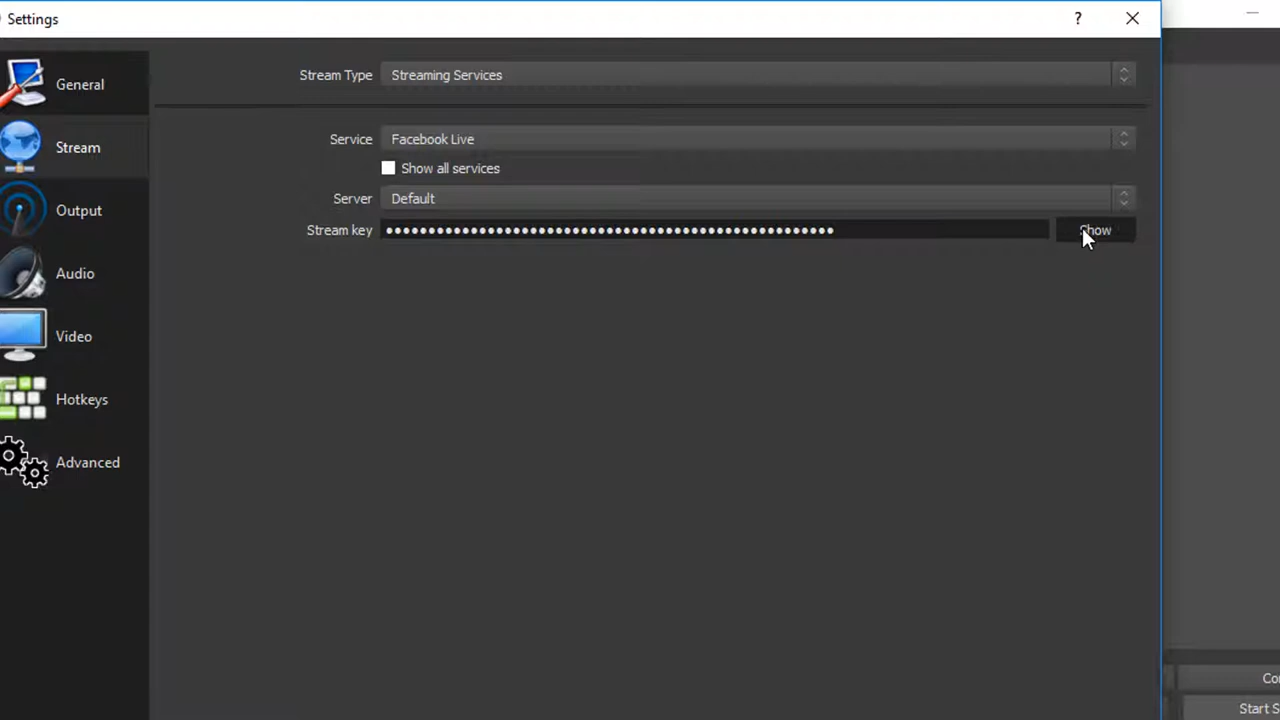 Settings
?
General
Stream
Output
Audio
Video
Hotkeys
Advanced
Stream Type Streaming Services
Service Facebook Live
Show all services
Server Default
Stream key ●●●●●●●●●●●●●●●●●●●●●●●●●●●●●●●●●●●●●●●●●●●●●●●●●●●●● Show
Start S